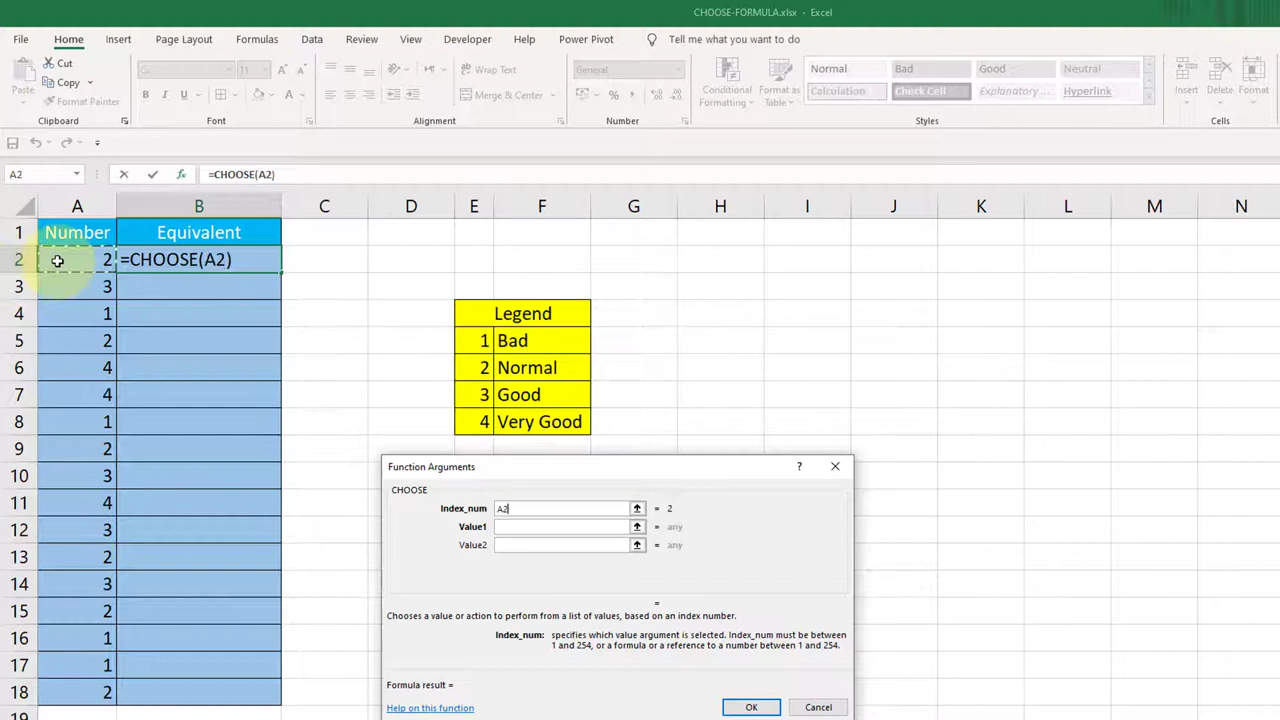 CHOOSE-FORMULA.xlsx - Excel
File Home Insert Page Layout Formulas Data Review View Developer Help Power Pivot Tell me what you want to do
Cut
Copy
Format Painter
Paste
Clipboard
11
B I U
Font
Wrap Text
Merge & Center
Alignment
General
% ,
Number
Conditional Formatting
Format as Table
Normal Bad Good Neutral
Calculation Check Cell Explanatory ... Hyperlink
Styles
Insert Delete Format
Cells
A2 fx =CHOOSE(A2)
A B C D E F G H I J K L M N
1 Number Equivalent
2 2 =CHOOSE(A2)
3 3
4 1 Legend
5 2 1 Bad
6 4 2 Normal
7 4 3 Good
8 1 4 Very Good
9 2
10 3
11 4
12 3
13 2
14 3
15 2
16 1
17 1
18 2
19
Function Arguments ?
CHOOSE
Index_num A2 = 2
Value1 = any
Value2 = any
=
Chooses a value or action to perform from a list of values, based on an index number.
Index_num: specifies which value argument is selected. Index_num must be between
1 and 254, or a formula or a reference to a number between 1 and 254.
Formula result =
Help on this function
OK Cancel